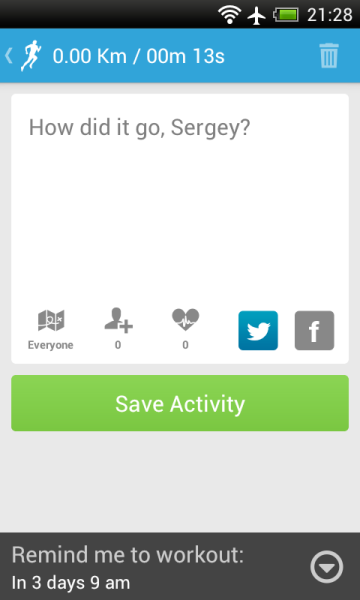 21:28
0.00 Km / 00m 13s
How did it go, Sergey?
Everyone
0
0
f
Save Activity
Remind me to workout:
In 3 days 9 am